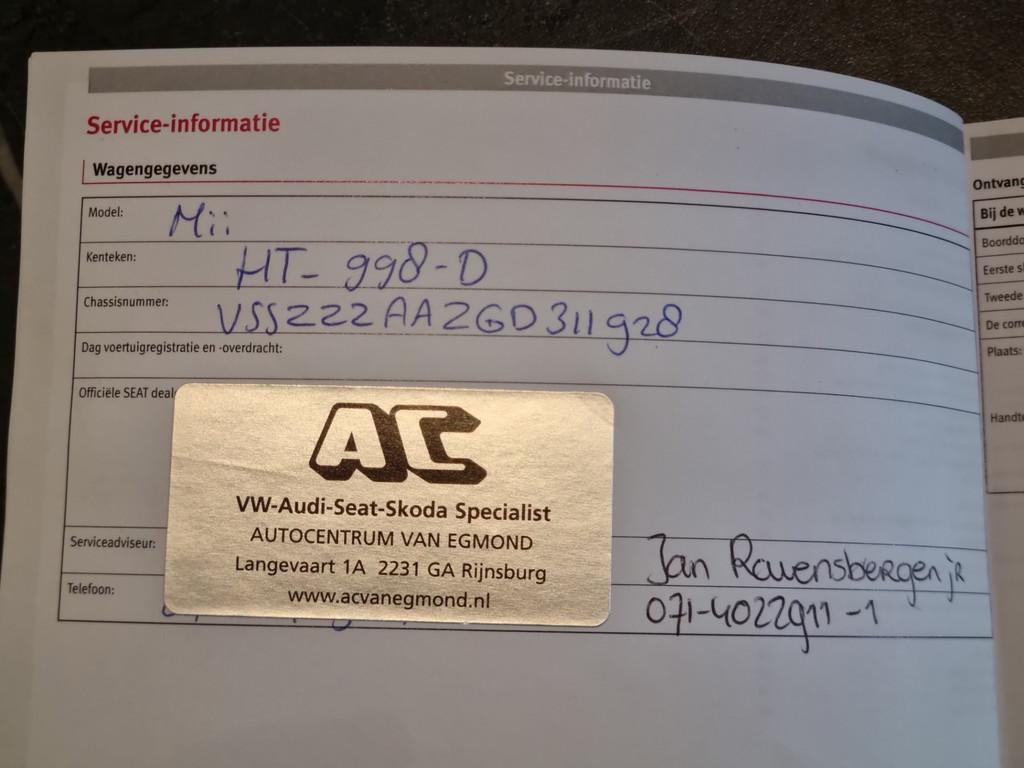 Service-informatie
Service-informatie
Wagengegevens
Model: Mii
Kenteken: HT-998-D
Chassisnummer: VSSZZZAAZGD311928
Dag voertuigregistratie en -overdracht:
Officiële SEAT deal
AC
VW-Audi-Seat-Skoda Specialist
AUTOCENTRUM VAN EGMOND
Langevaart 1A 2231 GA Rijnsburg
www.acvanegmond.nl
Serviceadviseur: Jan Ravensbergen jr
Telefoon: 071-4022911-1
Ontvang
Bij de w
Boorddo
Eerste sl
Tweede
De corre
Plaats:
Handte